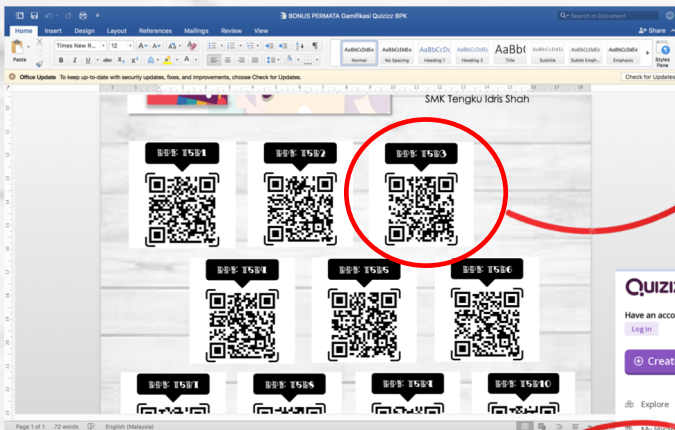 BONUS PERMATA Gamifikasi Quizizz BPK
Search in Document
Home Insert Design Layout References Mailings Review View
Share
Times New R...
12
Paste
AaBbCcDdEe AaBbCcDdEe AaBbCcDc AaBbCcDdEe AaBb( AaBbCcDdEe AaBbCcDdEe AaBbCcDdEe
Normal No Spacing Heading 1 Heading 2 Title Subtitle Subtle Emph... Emphasis
Styles
Pane
Office Update To keep up-to-date with security updates, fixes, and improvements, choose Check for Updates.
Check for Updates
SMK Tengku Idris Shah
BPK T5B1 BPK T5B2 BPK T5B3
BPK T5B4 BPK T5B5 BPK T5B6
BPK T5B7 BPK T5B8 BPK T5B9 BPK T5B10
Quiziz
Have an acco
Log in
Creat
Explore
Page 1 of 1 72 words English (Malaysia)